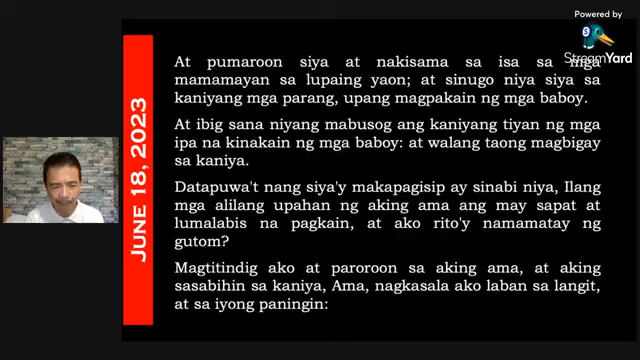 Powered by
StreamYard
JUNE 18, 2023
At pumaroon siya at nakisama sa isa sa mga
mamamayan sa lupaing yaon; at sinugo niya siya sa
kaniyang mga parang, upang magpakain ng mga baboy.
At ibig sana niyang mabusog ang kaniyang tiyan ng mga
ipa na kinakain ng mga baboy: at walang taong magbigay
sa kaniya.
Datapuwa't nang siya'y makapagisip ay sinabi niya, Ilang
mga alilang upahan ng aking ama ang may sapat at
lumalabis na pagkain, at ako rito'y namamatay ng
gutom?
Magtitindig ako at paroroon sa aking ama, at aking
sasabihin sa kaniya, Ama, nagkasala ako laban sa langit,
at sa iyong paningin: